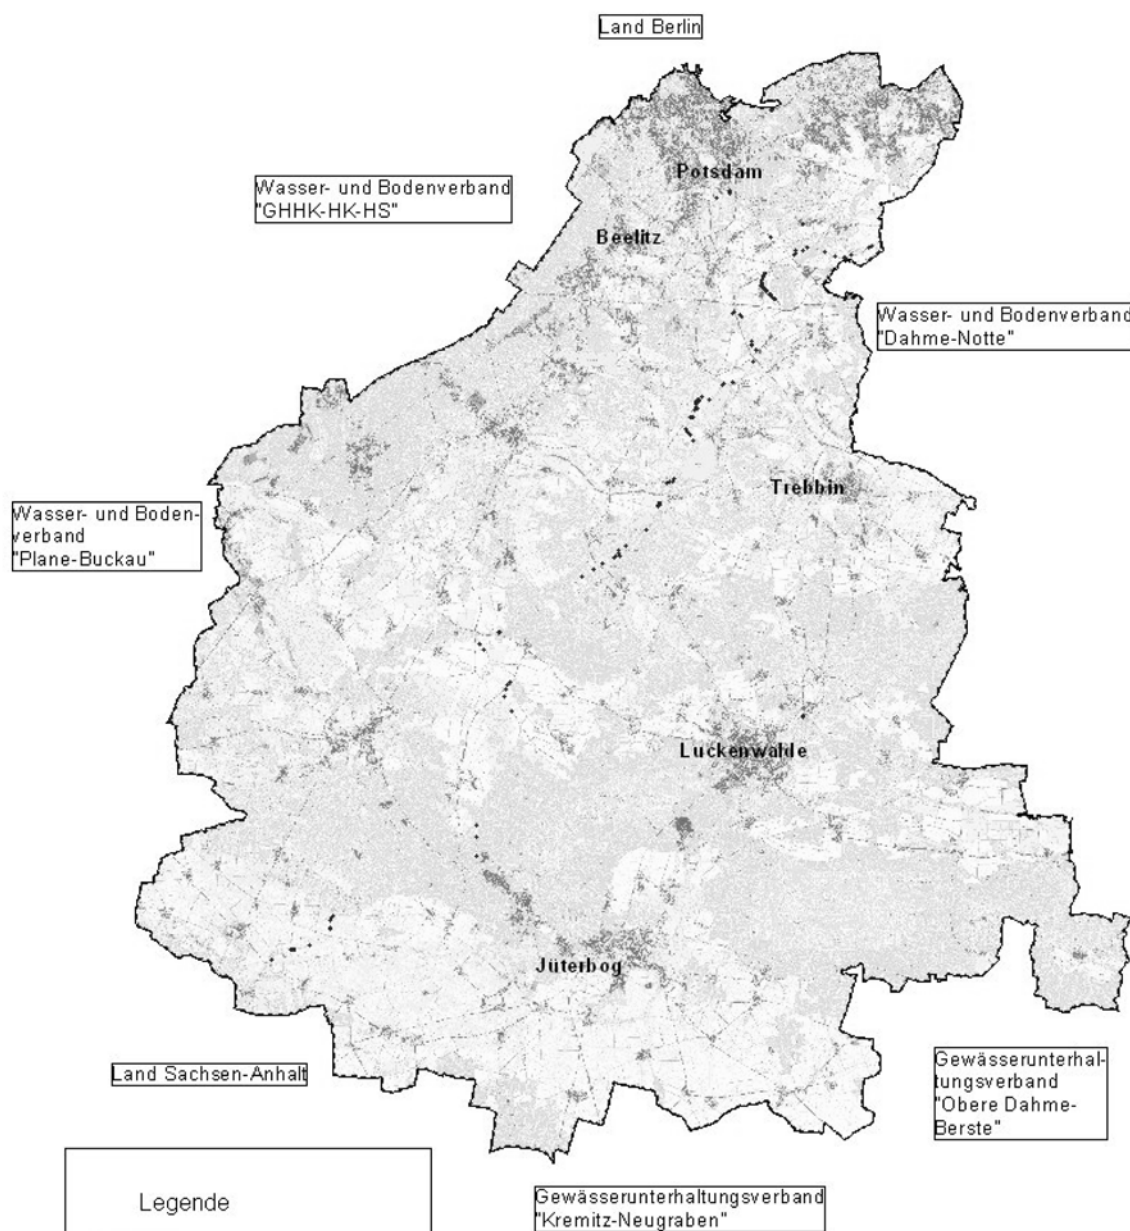 Land Berlin
Potsdam
Wasser- und Bodenverband
"GHHK-HK-HS"
Beelitz
Wasser- und Bodenverband
"Dahme-Notte"
Trebbin
Wasser- und Boden-
verband
"Plane-Buckau"
Luckenwalde
Jüterbog
Land Sachsen-Anhalt
Gewässerunterhal-
tungsverband
"Obere Dahme-
Berste"
Legende
Gewässerunterhaltungsverband
"Kremitz-Neugraben"